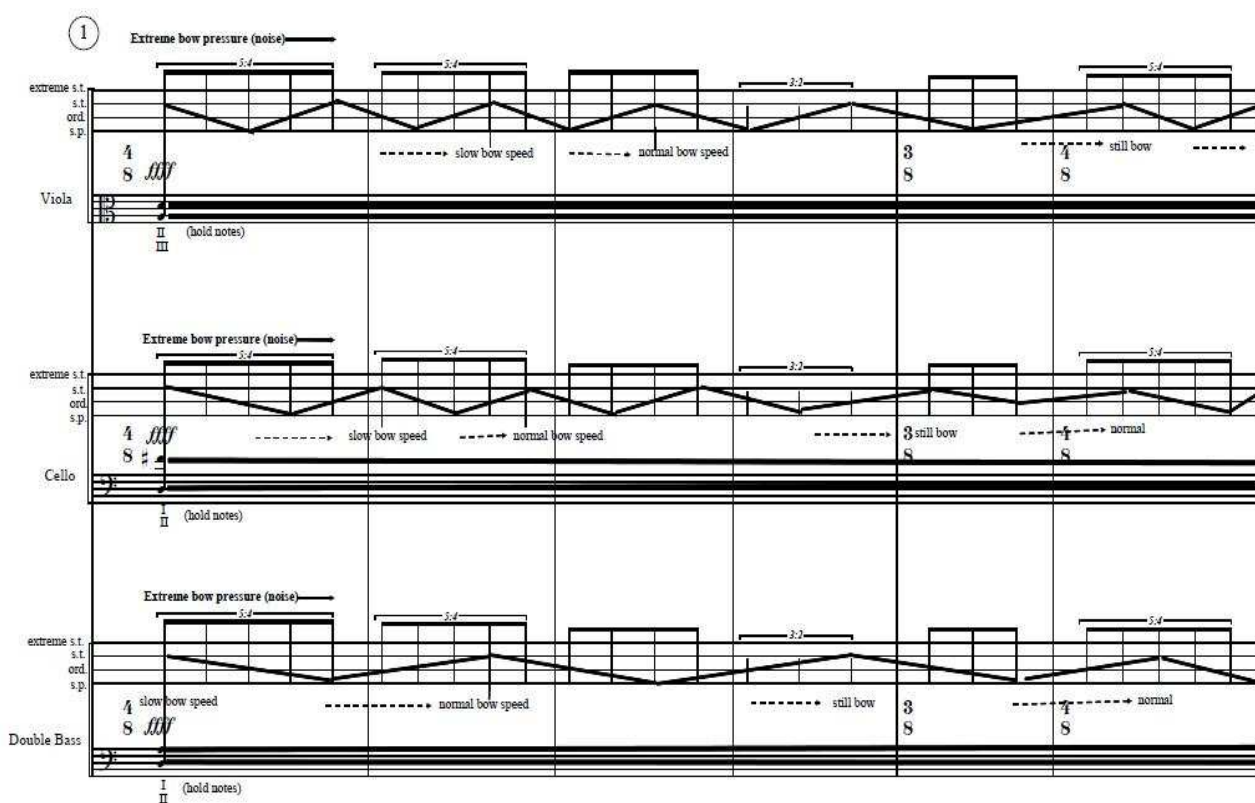 1
Extreme bow pressure (noise)
5:4 5:4 3:2 5:4
extreme s.t.
s.t.
ord.
s.p.
slow bow speed normal bow speed still bow
4 3 4
8 8 8
ffff
Viola
II (hold notes)
III
Extreme bow pressure (noise)
5:4 5:4 3:2 5:4
extreme s.t.
s.t.
ord.
s.p.
slow bow speed normal bow speed still bow normal
4 3 4
8 8 8
ffff
Cello
I (hold notes)
II
Extreme bow pressure (noise)
5:4 5:4 3:2 5:4
extreme s.t.
s.t.
ord.
s.p.
slow bow speed normal bow speed still bow normal
4 3 4
8 8 8
ffff
Double Bass
I (hold notes)
II